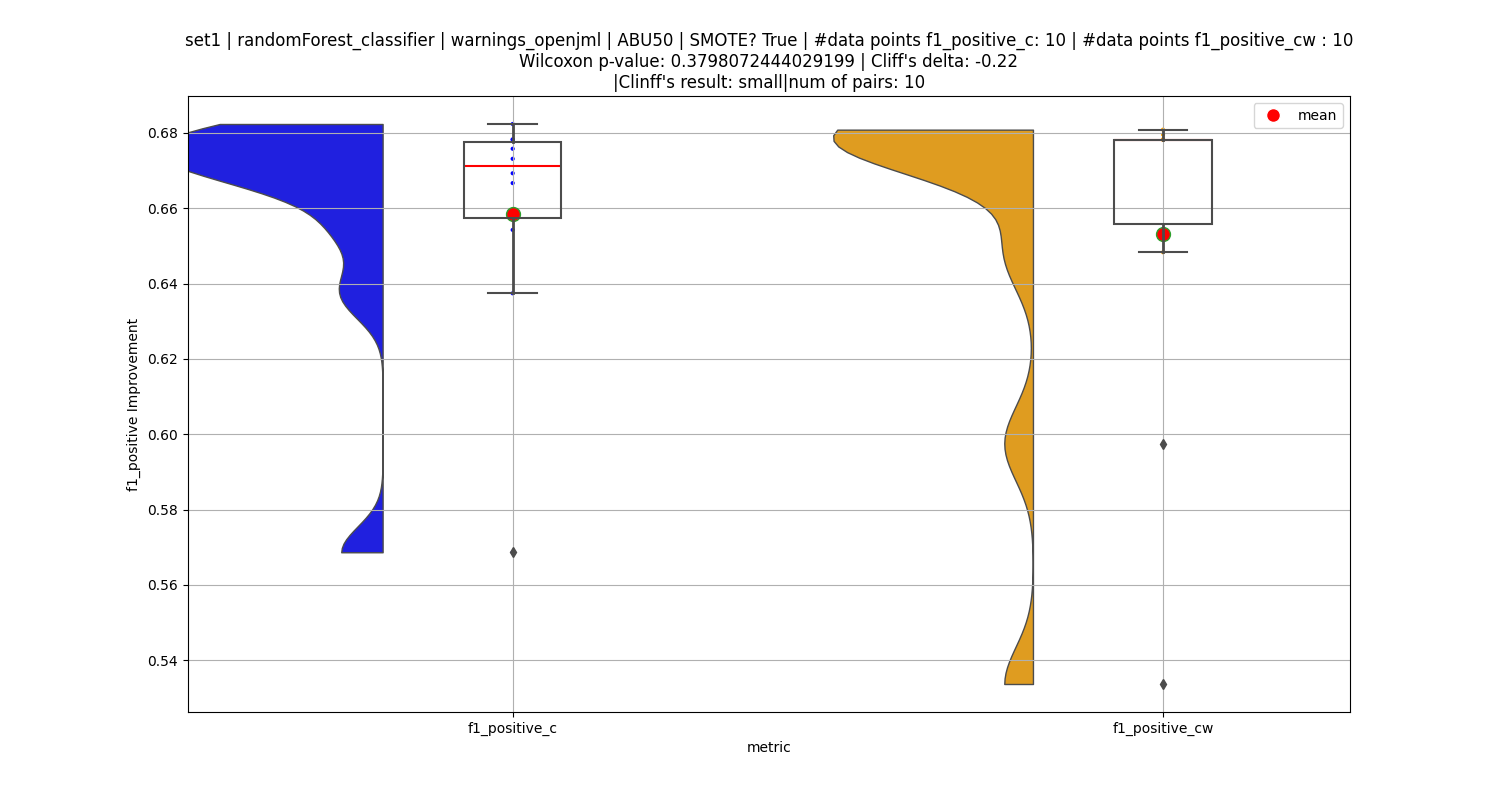 set1 | randomForest_classifier | warnings_openjml | ABU50 | SMOTE? True | #data points f1_positive_c: 10 | #data points f1_positive_cw : 10
Wilcoxon p-value: 0.3798072444029199 | Cliff's delta: -0.22
|Clinff's result: small|num of pairs: 10
mean
0.68
0.66
0.64
0.62
0.60
0.58
0.56
0.54
f1_positive Improvement
f1_positive_c
f1_positive_cw
metric